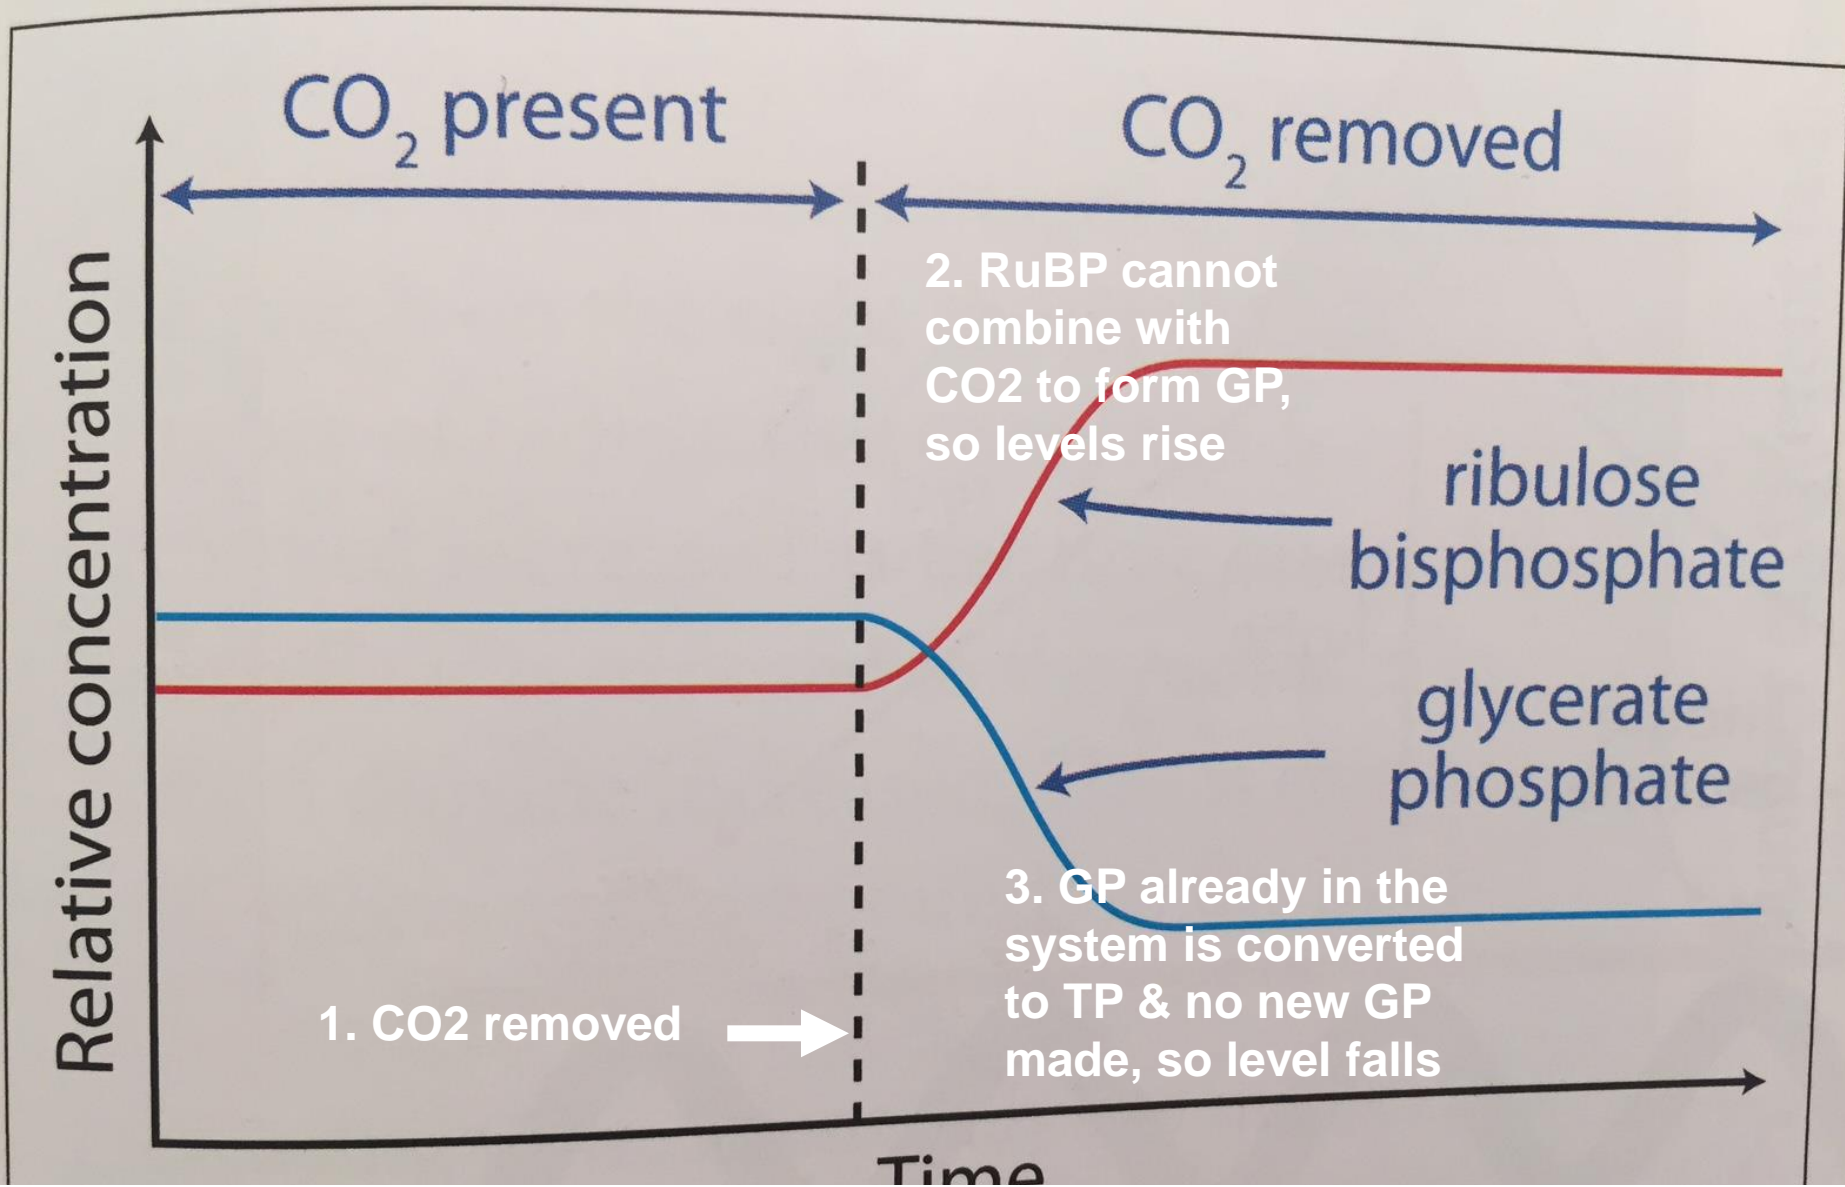 CO₂ present
CO₂ removed
2. RuBP cannot
combine with
CO2 to form GP,
so levels rise
ribulose
bisphosphate
glycerate
phosphate
3. GP already in the
system is converted
to TP & no new GP
made, so level falls
1. CO2 removed
Relative concentration
Time